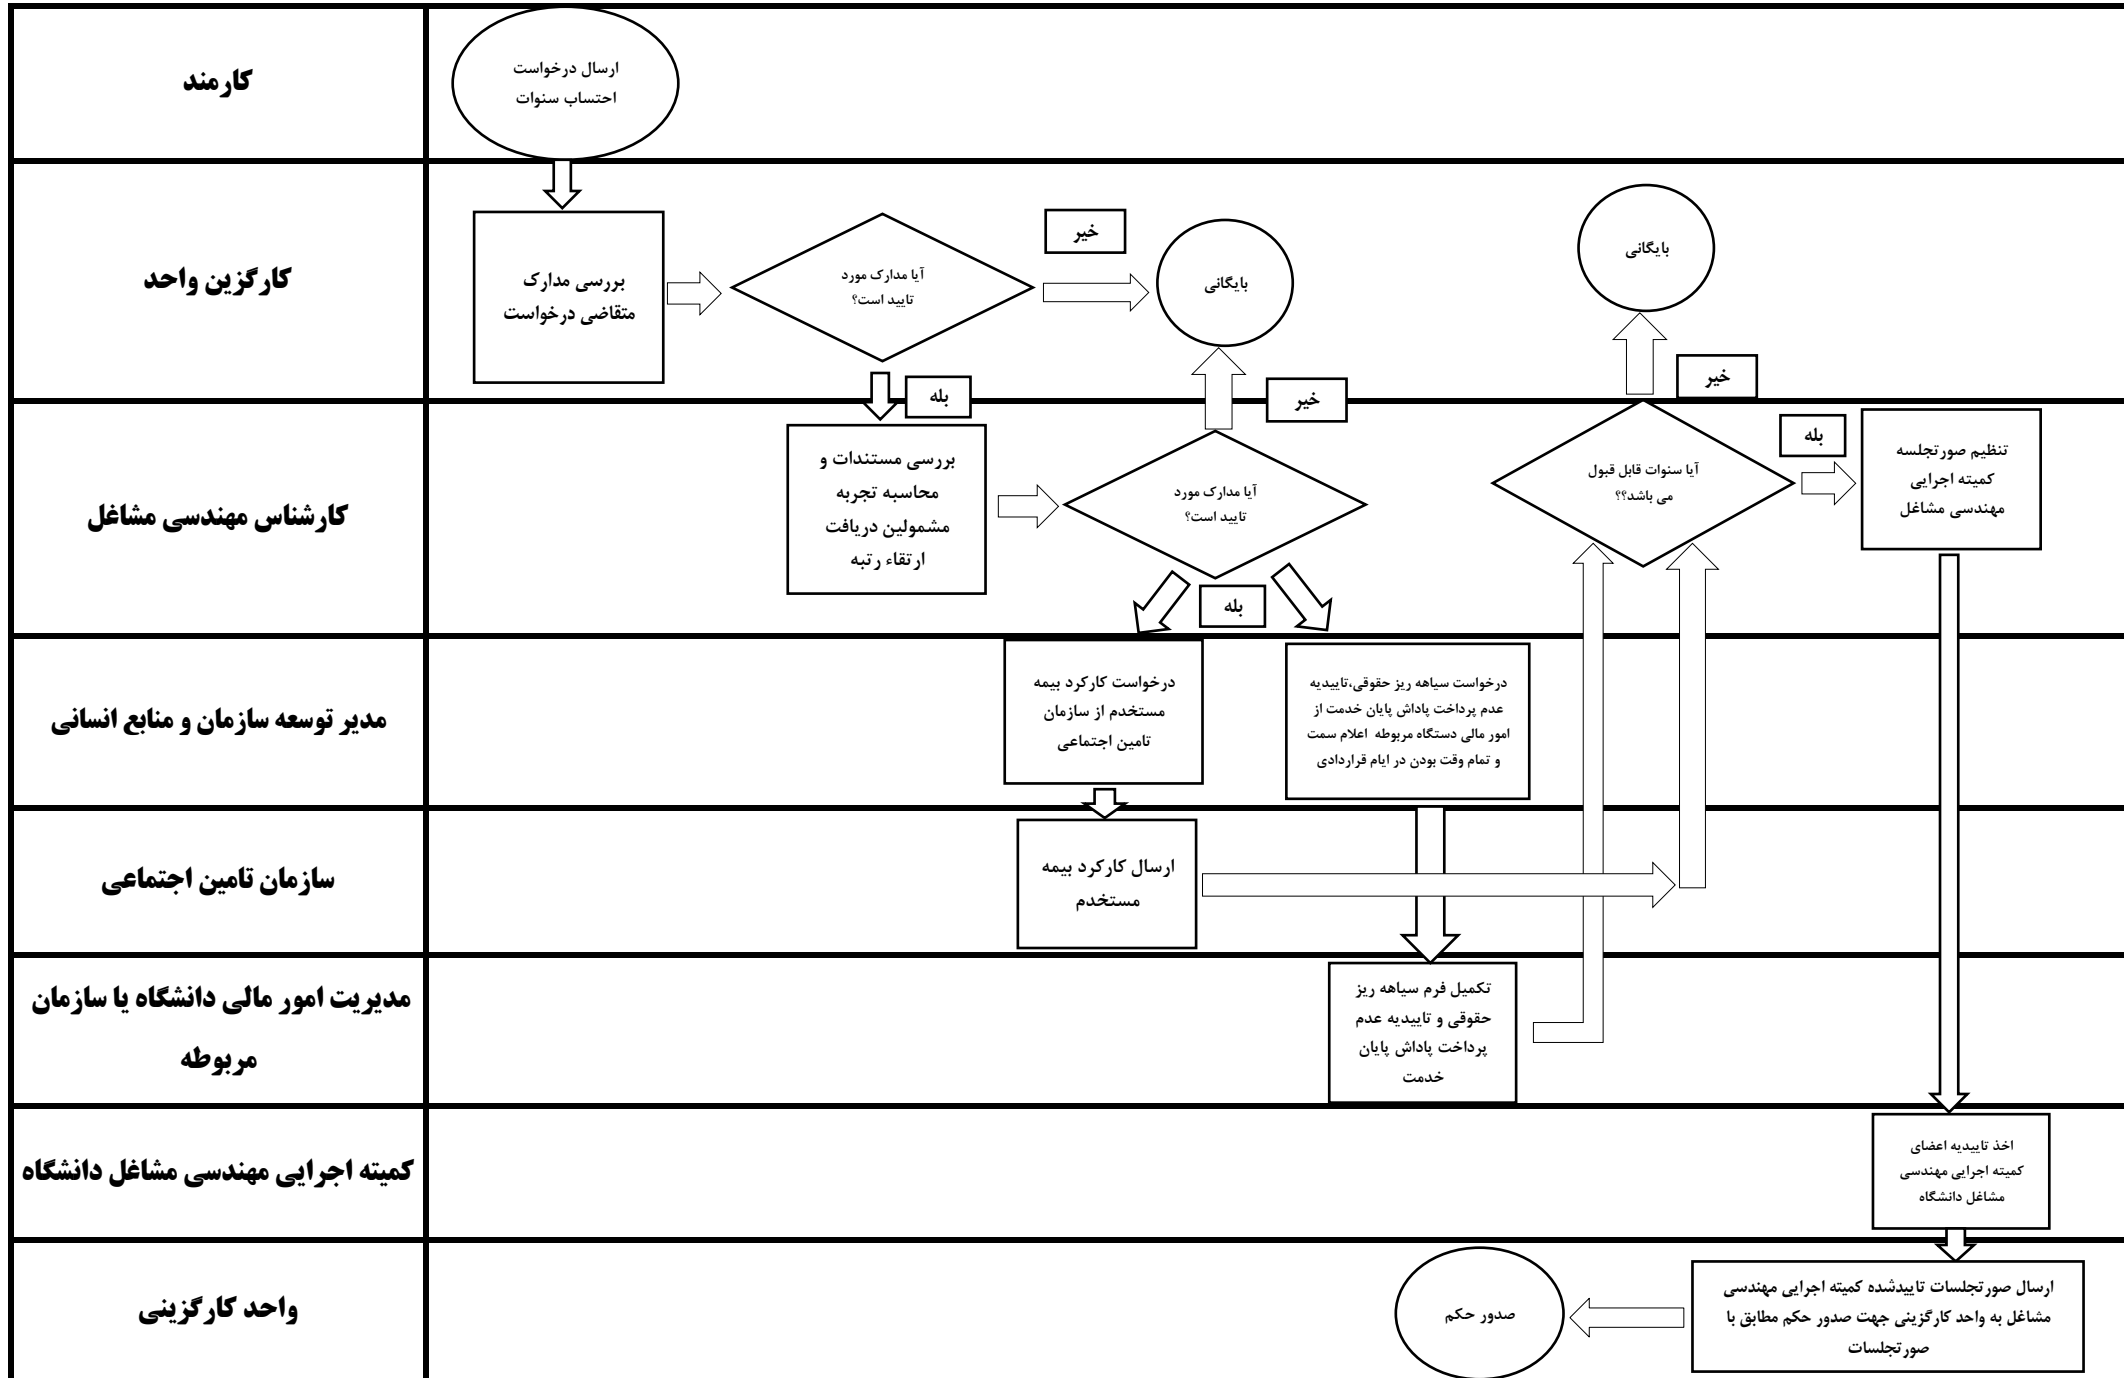 کارمند
ارسال درخواست
احتساب سنوات
کارگزین واحد
بررسی مدارک
متقاضی درخواست
آیا مدارک مورد
تایید است؟
خیر
بایگانی
بایگانی
خیر
بله
خیر
کارشناس مهندسی مشاغل
بررسی مستندات و
محاسبه تجربه
مشمولین دریافت
ارتقاء رتبه
آیا مدارک مورد
تایید است؟
بله
آیا سنوات قابل قبول
می باشد؟؟
بله
تنظیم صورتجلسه
کمیته اجرایی
مهندسی مشاغل
مدیر توسعه سازمان و منابع انسانی
درخواست کارکرد بیمه
مستخدم از سازمان
تامین اجتماعی
درخواست سیاهه ریز حقوقی،تاییدیه
عدم پرداخت پاداش پایان خدمت از
امور مالی دستگاه مربوطه اعلام سمت
و تمام وقت بودن در ایام قراردادی
سازمان تامین اجتماعی
ارسال کارکرد بیمه
مستخدم
مدیریت امور مالی دانشگاه یا سازمان
مربوطه
تکمیل فرم سیاهه ریز
حقوقی و تاییدیه عدم
پرداخت پاداش پایان
خدمت
کمیته اجرایی مهندسی مشاغل دانشگاه
اخذ تاییدیه اعضای
کمیته اجرایی مهندسی
مشاغل دانشگاه
واحد کارگزینی
ارسال صورتجلسات تاییدشده کمیته اجرایی مهندسی
مشاغل به واحد کارگزینی جهت صدور حکم مطابق با
صورتجلسات
صدور حکم